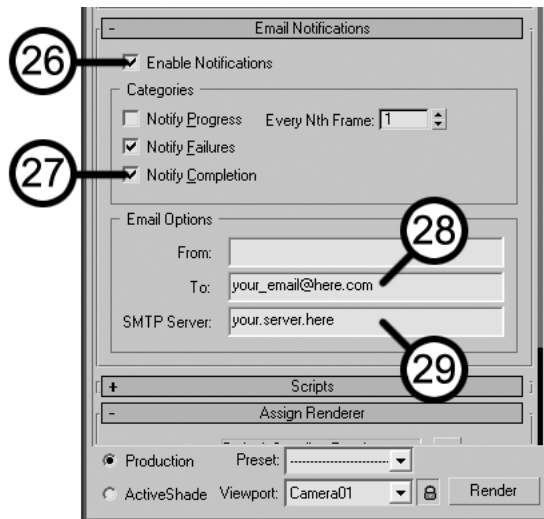 - Email Notifications
26 Enable Notifications
Categories
Notify Progress Every Nth Frame: 1
Notify Failures
27 Notify Completion
Email Options
28
From:
To: your_email@here.com
SMTP Server: your.server.here
29
+ Scripts
- Assign Renderer
Production Preset: --------------------
ActiveShade Viewport: Camera01 Render